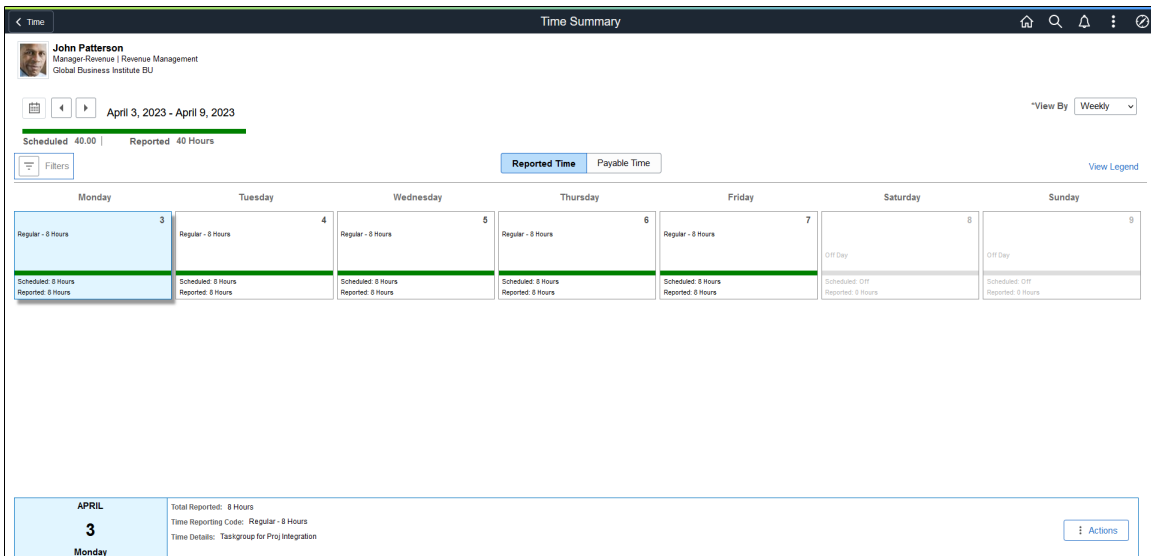 Time
Time Summary
John Patterson
Manager-Revenue | Revenue Management
Global Business Institute BU
April 3, 2023 - April 9, 2023
*View By Weekly
Scheduled 40.00 | Reported 40 Hours
Filters
Reported Time Payable Time
View Legend
Monday Tuesday Wednesday Thursday Friday Saturday Sunday
3 4 5 6 7 8 9
Regular - 8 Hours Regular - 8 Hours Regular - 8 Hours Regular - 8 Hours Regular - 8 Hours
Off Day Off Day
Scheduled: 8 Hours Scheduled: 8 Hours Scheduled: 8 Hours Scheduled: 8 Hours Scheduled: 8 Hours Scheduled: Off Scheduled: Off
Reported: 8 Hours Reported: 8 Hours Reported: 8 Hours Reported: 8 Hours Reported: 8 Hours Reported: 0 Hours Reported: 0 Hours
APRIL
3
Monday
Total Reported: 8 Hours
Time Reporting Code: Regular - 8 Hours
Time Details: Taskgroup for Proj Integration
Actions